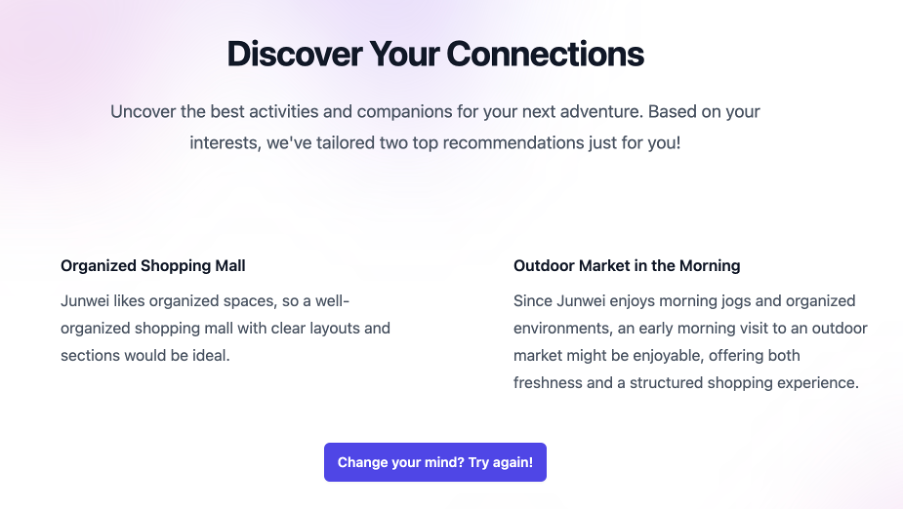 Discover Your Connections
Uncover the best activities and companions for your next adventure. Based on your
interests, we've tailored two top recommendations just for you!
Organized Shopping Mall
Junwei likes organized spaces, so a well-
organized shopping mall with clear layouts and
sections would be ideal.
Outdoor Market in the Morning
Since Junwei enjoys morning jogs and organized
environments, an early morning visit to an outdoor
market might be enjoyable, offering both
freshness and a structured shopping experience.
Change your mind? Try again!